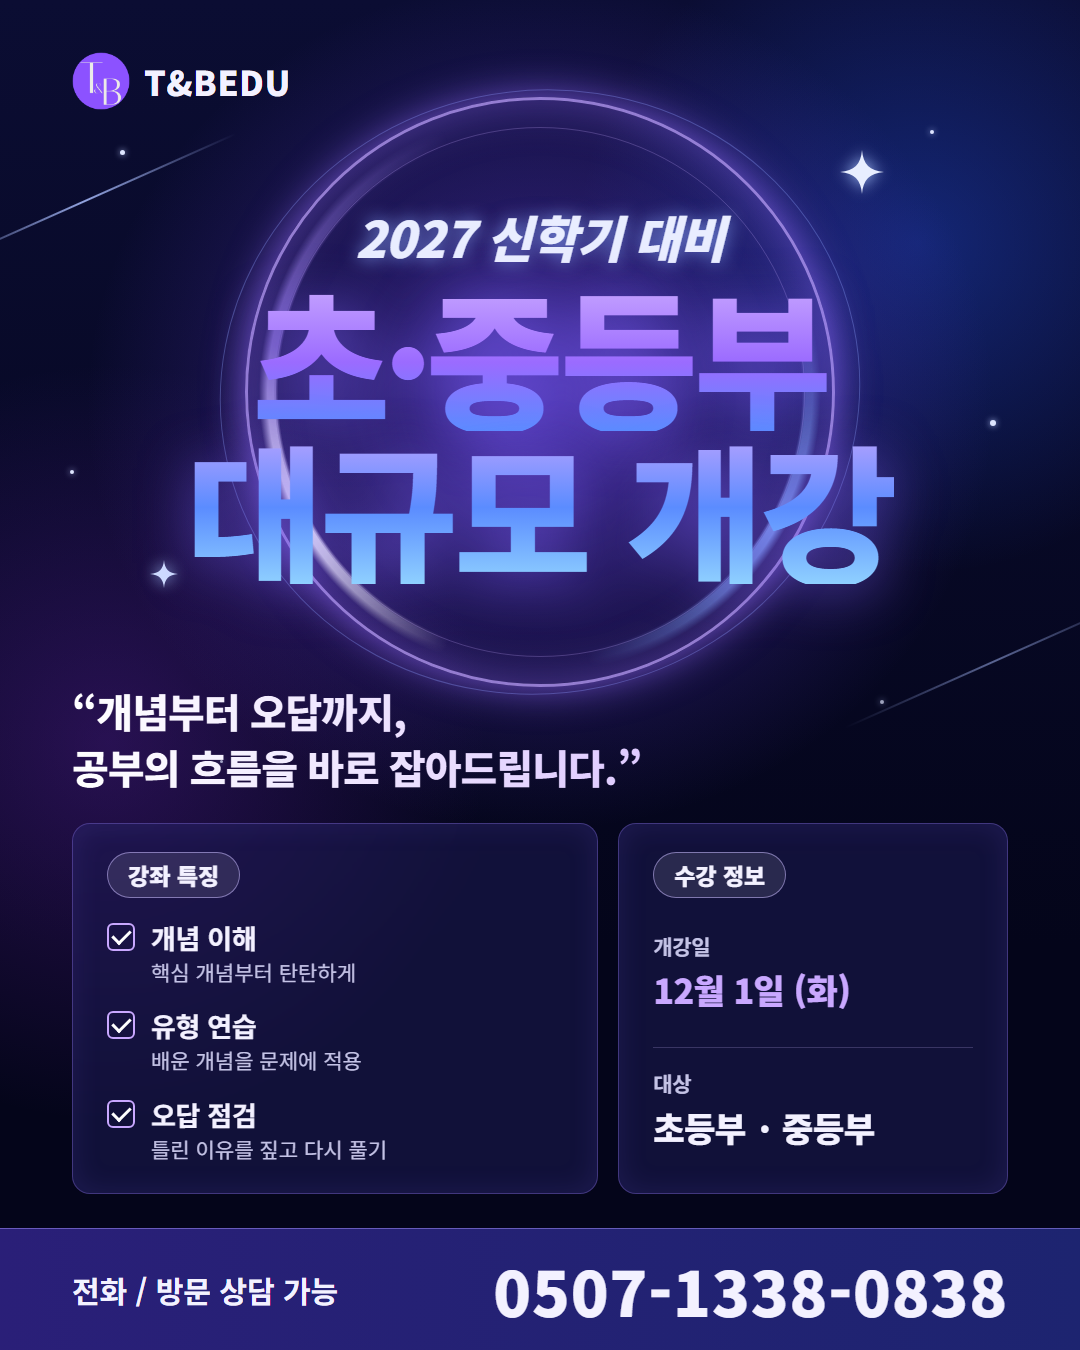 T&B
T&BEDU
2027 신학기 대비
초·중등부
대규모 개강
“개념부터 오답까지,
공부의 흐름을 바로 잡아드립니다.”
강좌 특징
개념 이해
핵심 개념부터 탄탄하게
유형 연습
배운 개념을 문제에 적용
오답 점검
틀린 이유를 짚고 다시 풀기
수강 정보
개강일
12월 1일 (화)
대상
초등부 · 중등부
전화 / 방문 상담 가능
0507-1338-0838